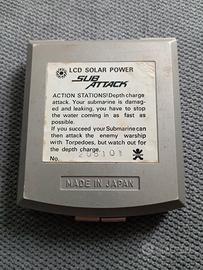 LCD SOLAR POWER
SUB
ATTACK
ACTION STATIONS! Depth charge
attack. Your submarine is damag-
ed and leaking, you have to stop
the water coming in as fast as
possible.
If you succeed your Submarine can
then attack the enemy warship
with Torpedoes, but watch out for
the depth charge.
No.
MADE IN JAPAN